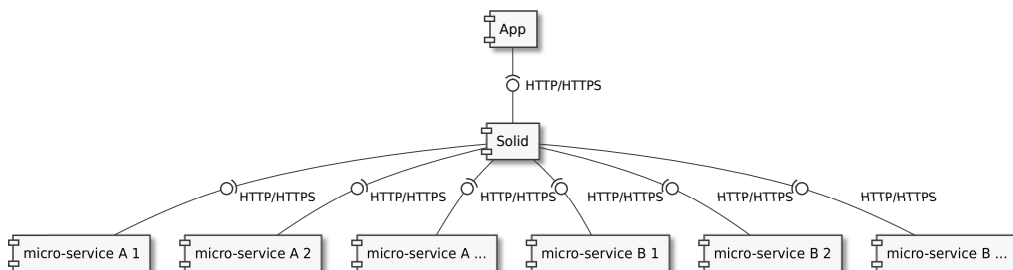 App
HTTP/HTTPS
Solid
HTTP/HTTPS HTTP/HTTPS HTTP/HTTPS HTTP/HTTPS HTTP/HTTPS HTTP/HTTPS
micro-service A 1 micro-service A 2 micro-service A ... micro-service B 1 micro-service B 2 micro-service B ...